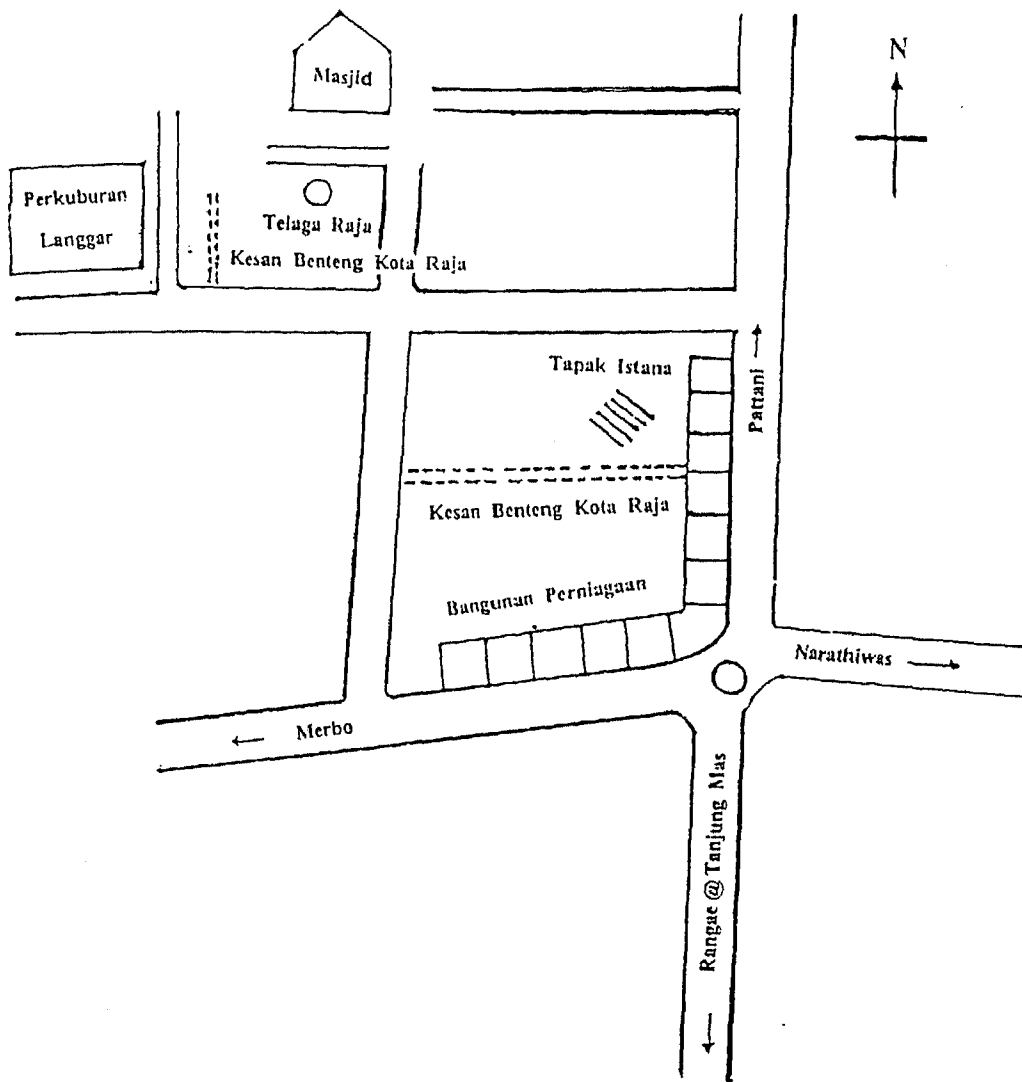 N
Masjid
Perkuburan
Langgar
Telaga Raja
Kesan Benteng Kota Raja
Tapak Istana
Pattani
Kesan Benteng Kota Raja
Bangunan Perniagaan
Narathiwas
Merbo
Rangae @ Tanjung Mas